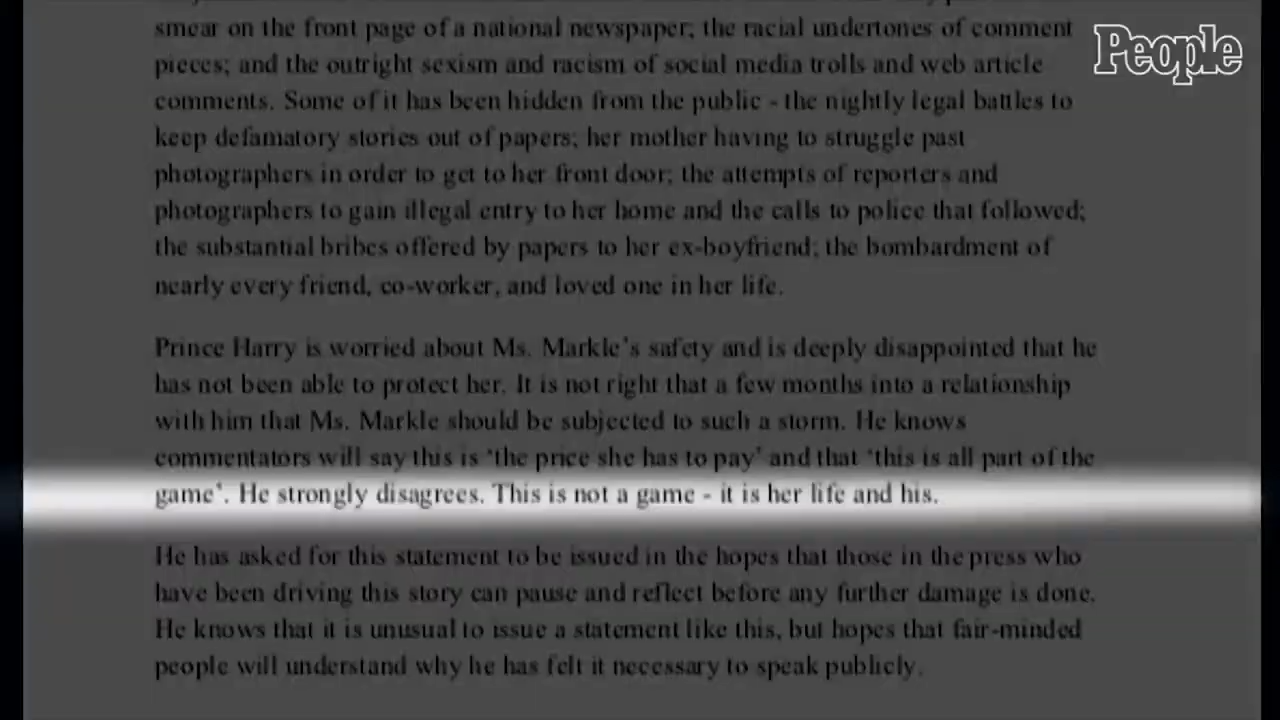 smear on the front page of a national newspaper; the racial undertones of comment
People
pieces; and the outright sexism and racism of social media trolls and web article
comments. Some of it has been hidden from the public - the nightly legal battles to
keep defamatory stories out of papers; her mother having to struggle past
photographers in order to get to her front door; the attempts of reporters and
photographers to gain illegal entry to her home and the calls to police that followed;
the substantial bribes offered by papers to her ex-boyfriend; the bombardment of
nearly every friend, co-worker, and loved one in her life.
Prince Harry is worried about Ms. Markle's safety and is deeply disappointed that he
has not been able to protect her. It is not right that a few months into a relationship
with him that Ms. Markle should be subjected to such a storm. He knows
commentators will say this is 'the price she has to pay' and that 'this is all part of the
game'. He strongly disagrees. This is not a game - it is her life and his.
He has asked for this statement to be issued in the hopes that those in the press who
have been driving this story can pause and reflect before any further damage is done.
He knows that it is unusual to issue a statement like this, but hopes that fair-minded
people will understand why he has felt it necessary to speak publicly.